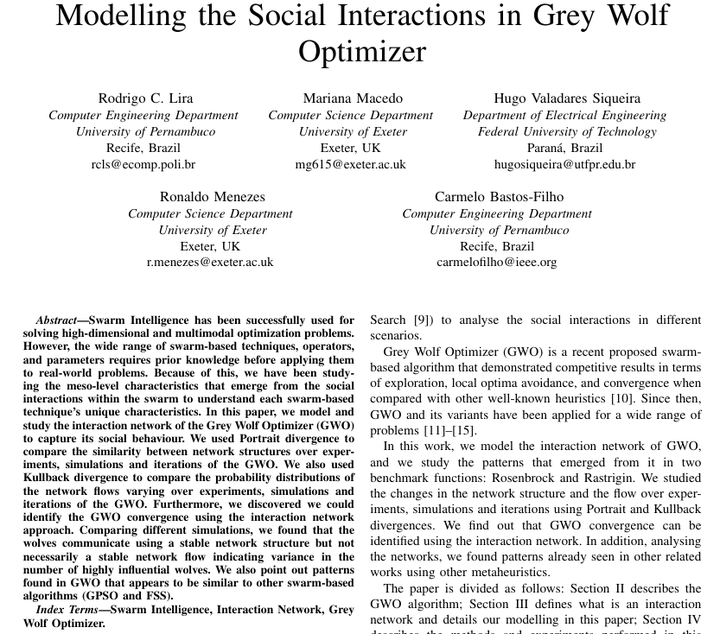 Modelling the Social Interactions in Grey Wolf
Optimizer
Rodrigo C. Lira
Computer Engineering Department
University of Pernambuco
Recife, Brazil
rcls@ecomp.poli.br
Mariana Macedo
Computer Science Department
University of Exeter
Exeter, UK
mg615@exeter.ac.uk
Hugo Valadares Siqueira
Department of Electrical Engineering
Federal University of Technology
Paraná, Brazil
hugosiqueira@utfpr.edu.br
Ronaldo Menezes
Computer Science Department
University of Exeter
Exeter, UK
r.menezes@exeter.ac.uk
Carmelo Bastos-Filho
Computer Engineering Department
University of Pernambuco
Recife, Brazil
carmelofilho@ieee.org
Abstract—Swarm Intelligence has been successfully used for
solving high-dimensional and multimodal optimization problems.
However, the wide range of swarm-based techniques, operators,
and parameters requires prior knowledge before applying them
to real-world problems. Because of this, we have been study-
ing the meso-level characteristics that emerge from the social
interactions within the swarm to understand each swarm-based
technique's unique characteristics. In this paper, we model and
study the interaction network of the Grey Wolf Optimizer (GWO)
to capture its social behaviour. We used Portrait divergence to
compare the similarity between network structures over exper-
iments, simulations and iterations of the GWO. We also used
Kullback divergence to compare the probability distributions of
the network flows varying over experiments, simulations and
iterations of the GWO. Furthermore, we discovered we could
identify the GWO convergence using the interaction network
approach. Comparing different simulations, we found that the
wolves communicate using a stable network structure but not
necessarily a stable network flow indicating variance in the
number of highly influential wolves. We also point out patterns
found in GWO that appears to be similar to other swarm-based
algorithms (GPSO and FSS).
Index Terms—Swarm Intelligence, Interaction Network, Grey
Wolf Optimizer.
Search [9]) to analyse the social interactions in different
scenarios.
Grey Wolf Optimizer (GWO) is a recent proposed swarm-
based algorithm that demonstrated competitive results in terms
of exploration, local optima avoidance, and convergence when
compared with other well-known heuristics [10]. Since then,
GWO and its variants have been applied for a wide range of
problems [11]–[15].
In this work, we model the interaction network of GWO,
and we study the patterns that emerged from it in two
benchmark functions: Rosenbrock and Rastrigin. We studied
the changes in the network structure and the flow over exper-
iments, simulations and iterations using Portrait and Kullback
divergences. We find out that GWO convergence can be
identified using the interaction network. In addition, analysing
the networks, we found patterns already seen in other related
works using other metaheuristics.
The paper is divided as follows: Section II describes the
GWO algorithm; Section III defines what is an interaction
network and details our modelling in this paper; Section IV
describes the methods and experiments performed in this